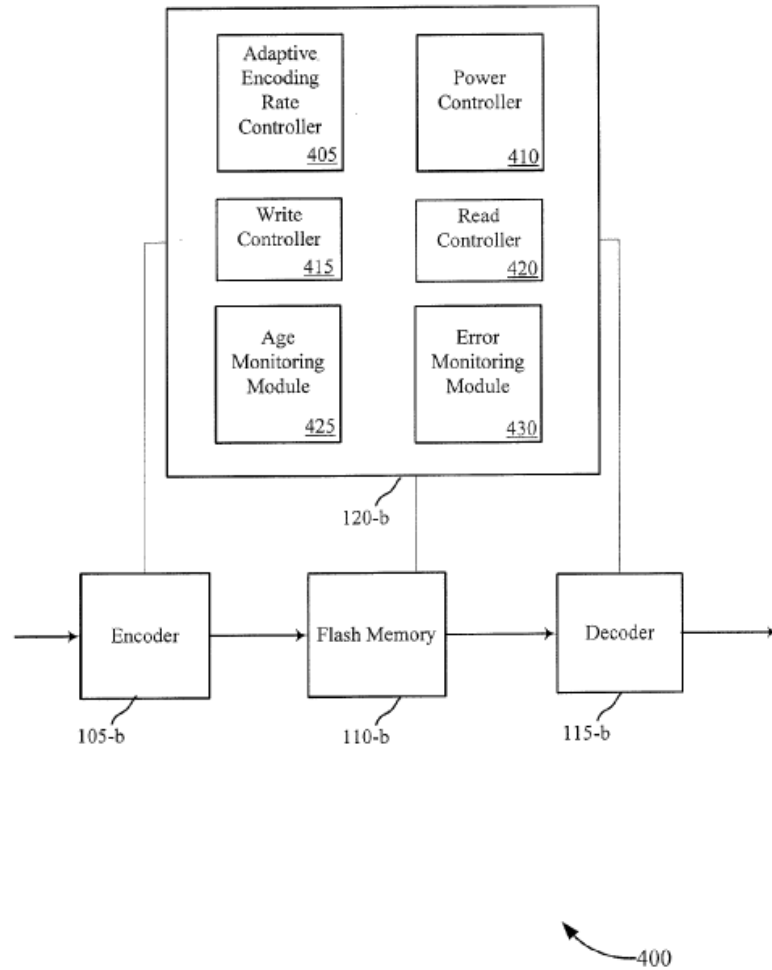 Adaptive
Encoding
Rate
Controller
405
Power
Controller
410
Write
Controller
415
Read
Controller
420
Age
Monitoring
Module
425
Error
Monitoring
Module
430
120-b
Encoder
Flash Memory
Decoder
105-b
110-b
115-b
400